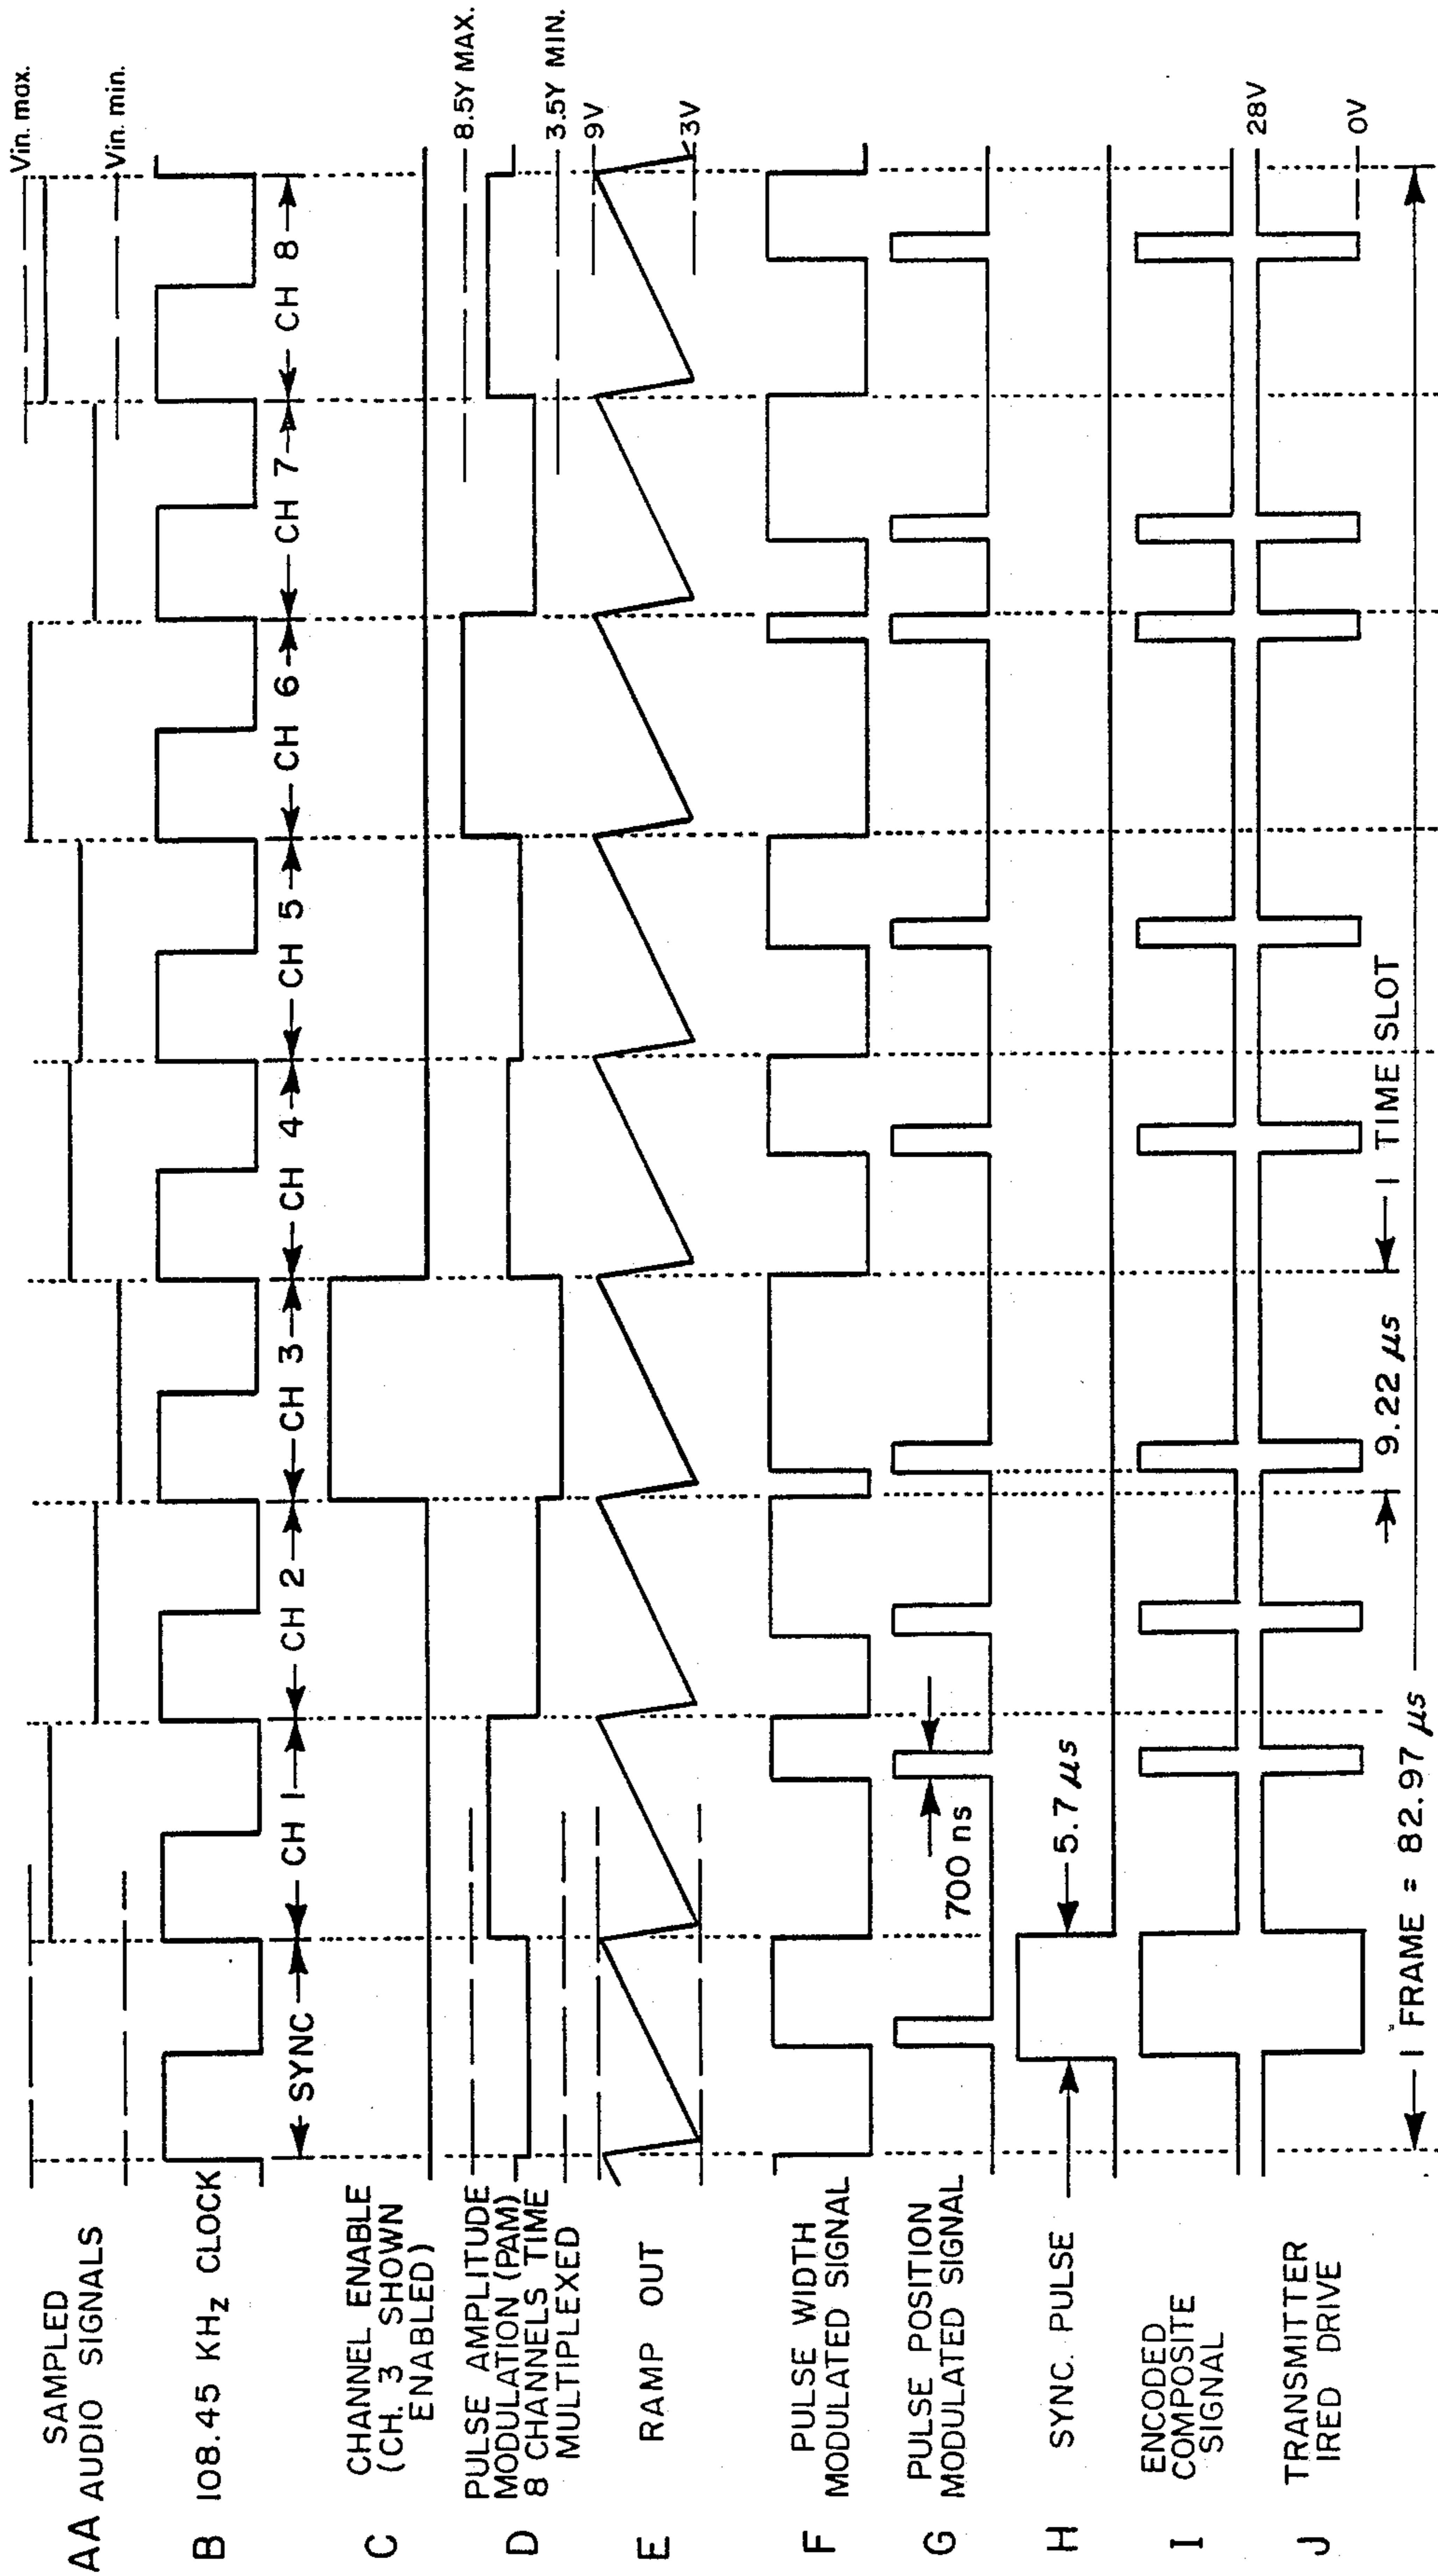 AA SAMPLED
AUDIO SIGNALS
Vin. max.
Vin. min.
B 108.45 KHz CLOCK
SYNC
CH 1
CH 2
CH 3
CH 4
CH 5
CH 6
CH 7
CH 8
C CHANNEL ENABLE
(CH. 3 SHOWN
ENABLED)
D PULSE AMPLITUDE
MODULATION (PAM)
8 CHANNELS TIME
MULTIPLEXED
8.5Y MAX.
3.5Y MIN.
E RAMP OUT
9V
3V
F PULSE WIDTH
MODULATED SIGNAL
G PULSE POSITION
MODULATED SIGNAL
700 ns
H SYNC. PULSE
5.7 µs
I ENCODED
COMPOSITE
SIGNAL
J TRANSMITTER
IRED DRIVE
28V
0V
9.22 µs
1 TIME SLOT
1 FRAME = 82.97 µs